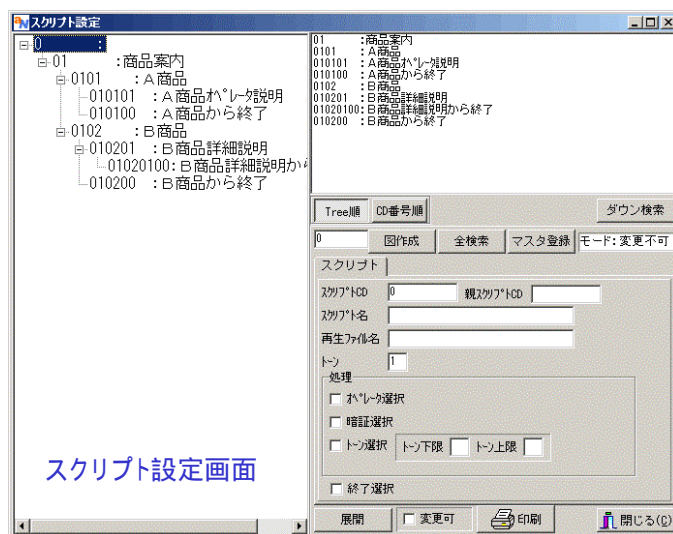 スクリプト設定
0 :
01 :商品案内
0101 :Ａ商品
010101 :Ａ商品ｵﾍﾟﾚｰﾀ説明
010100 :Ａ商品から終了
0102 :Ｂ商品
010201 :Ｂ商品詳細説明
01020100:Ｂ商品詳細説明か
010200 :Ｂ商品から終了
スクリプト設定画面
01 :商品案内
0101 :Ａ商品
010101 :Ａ商品ｵﾍﾟﾚｰﾀ説明
010100 :Ａ商品から終了
0102 :Ｂ商品
010201 :Ｂ商品詳細説明
01020100:Ｂ商品詳細説明から終了
010200 :Ｂ商品から終了
Tree順 CD番号順 ダウン検索
0 図作成 全検索 マスタ登録 モード:変更不可
スクリプト
ｽｸﾘﾌﾟﾄCD 0 親ｽｸﾘﾌﾟﾄCD
ｽｸﾘﾌﾟﾄ名
再生ﾌｧｲﾙ名
ﾄｰﾝ 1
処理
ｵﾍﾟﾚｰﾀ選択
暗証選択
ﾄｰﾝ選択 ﾄｰﾝ下限 ﾄｰﾝ上限
終了選択
展開 変更可 印刷 閉じる(C)